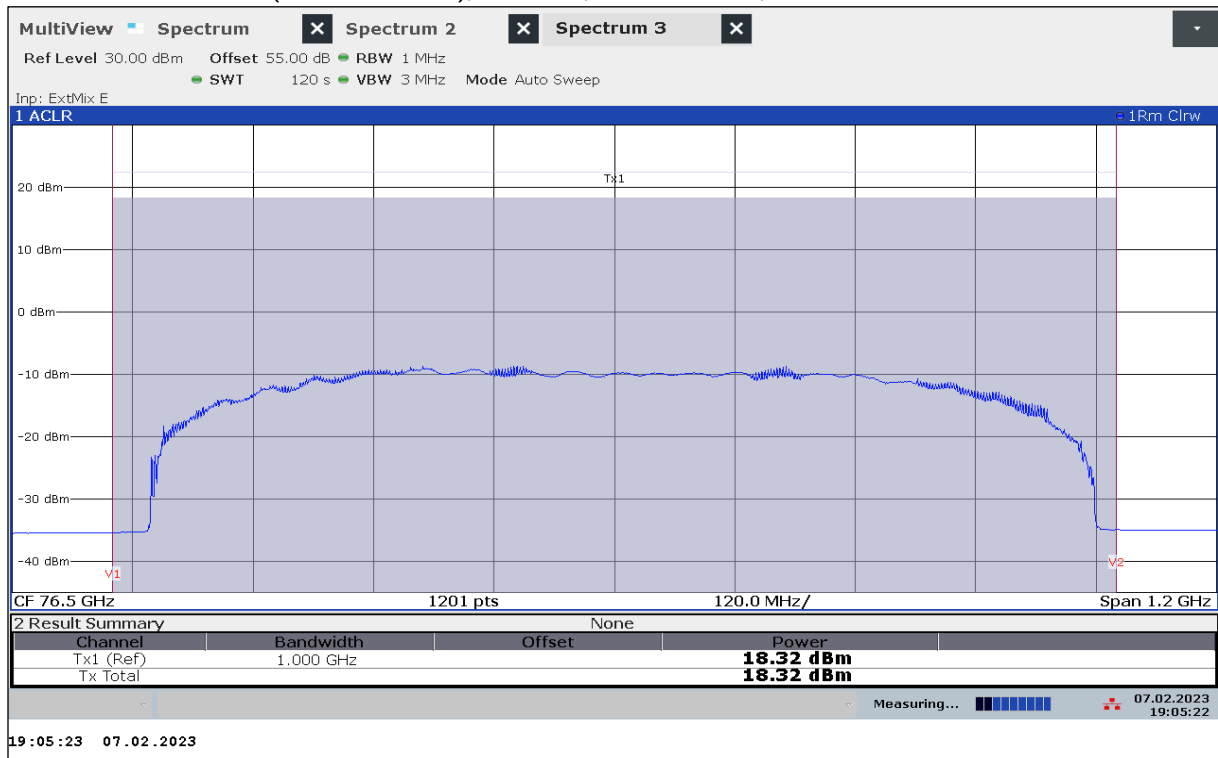 MultiView Spectrum X Spectrum 2 X Spectrum 3 X
Ref Level 30.00 dBm Offset 55.00 dB RBW 1 MHz
SWT 120 s VBW 3 MHz Mode Auto Sweep
Inp: ExtMix E
1 ACLR 1Rm Clrw
Tx1
20 dBm
10 dBm
0 dBm
-10 dBm
-20 dBm
-30 dBm
-40 dBm
V1 V2
CF 76.5 GHz 1201 pts 120.0 MHz/ Span 1.2 GHz
2 Result Summary None
Channel Bandwidth Offset Power
Tx1 (Ref) 1.000 GHz 18.32 dBm
Tx Total 18.32 dBm
Measuring... 07.02.2023
19:05:22
19:05:23 07.02.2023